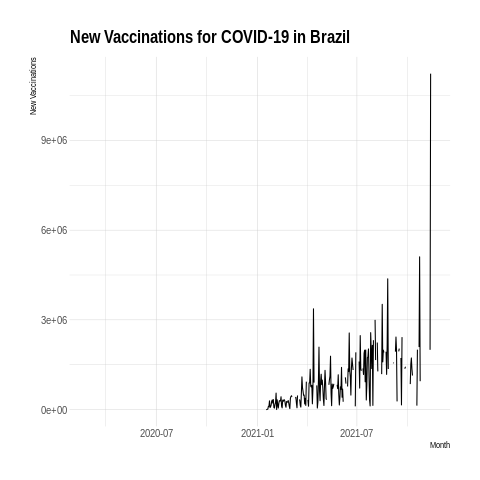 New Vaccinations for COVID-19 in Brazil
New Vaccinations
9e+06
6e+06
3e+06
0e+00
2020-07
2021-01
2021-07
Month